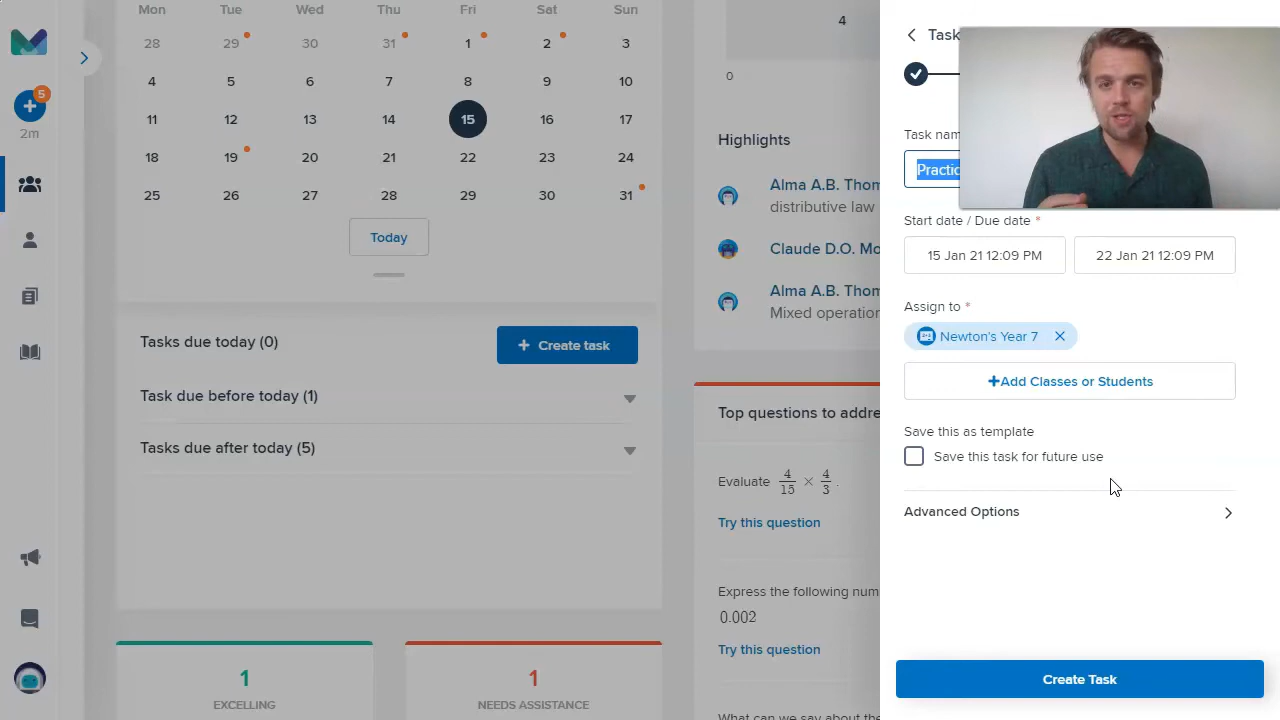 Mon Tue Wed Thu Fri Sat Sun
28 29 30 31 1 2 3
4 5 6 7 8 9 10
11 12 13 14 15 16 17
18 19 20 21 22 23 24
25 26 27 28 29 30 31
Today
5
2m
Tasks due today (0)
+ Create task
Task due before today (1)
Tasks due after today (5)
1
EXCELLING
1
NEEDS ASSISTANCE
4
0
Highlights
Alma A.B. Thom
distributive law
Claude D.O. Mo
Alma A.B. Thom
Mixed operation
Top questions to addre
Evaluate 4/15 × 4/3 .
Try this question
Express the following num
0.002
Try this question
What can we say about the
Task
Task nam
Practic
Start date / Due date *
15 Jan 21 12:09 PM 22 Jan 21 12:09 PM
Assign to *
Newton's Year 7
+Add Classes or Students
Save this as template
Save this task for future use
Advanced Options
Create Task